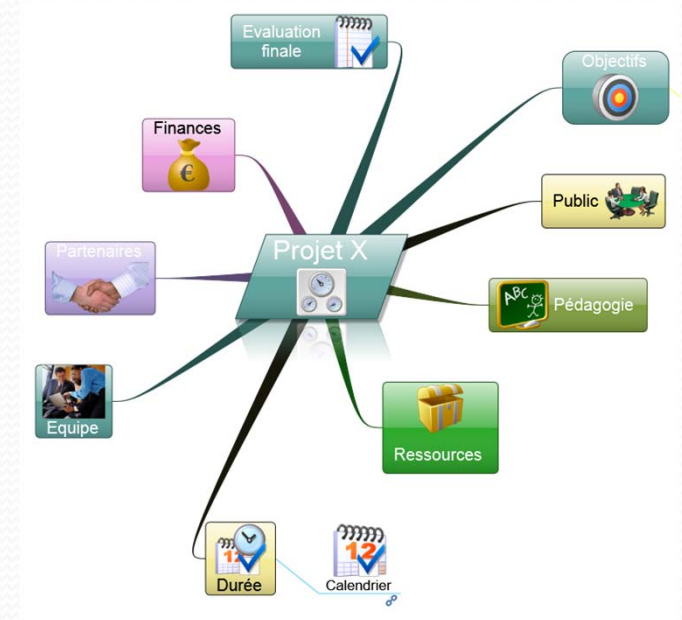 Evaluation
finale
Objectifs
Finances
€
Public
Partenaires
Projet X
ABC
Pédagogie
Equipe
Ressources
12
12
Durée
Calendrier